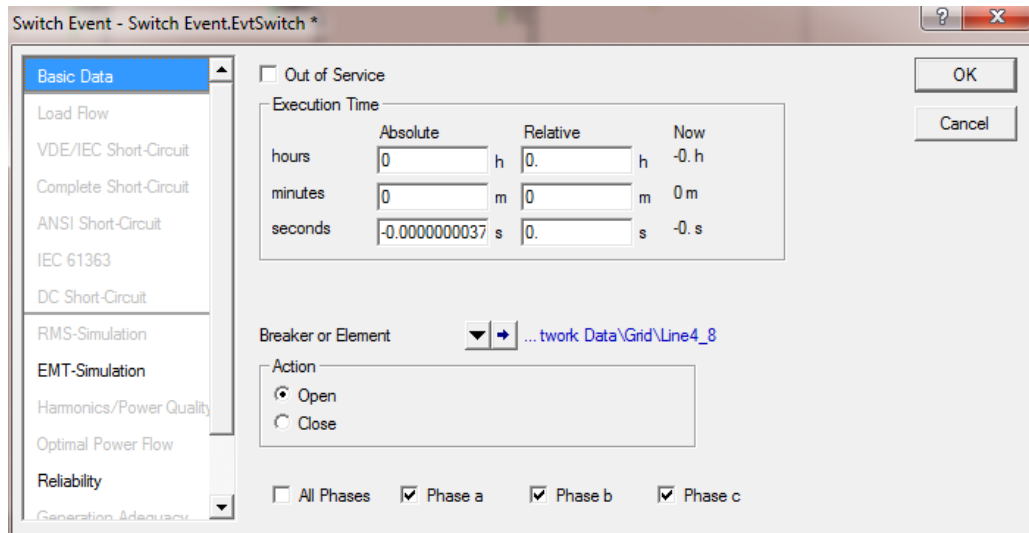 Switch Event - Switch Event.EvtSwitch *
? X
Basic Data
Load Flow
VDE/IEC Short-Circuit
Complete Short-Circuit
ANSI Short-Circuit
IEC 61363
DC Short-Circuit
RMS-Simulation
EMT-Simulation
Harmonics/Power Quality
Optimal Power Flow
Reliability
Generation Adequacy
Out of Service
Execution Time
Absolute Relative Now
hours 0 h 0. h -0. h
minutes 0 m 0 m 0 m
seconds -0.0000000037 s 0. s -0. s
Breaker or Element ... twork Data\Grid\Line4_8
Action
Open
Close
All Phases Phase a Phase b Phase c
OK
Cancel